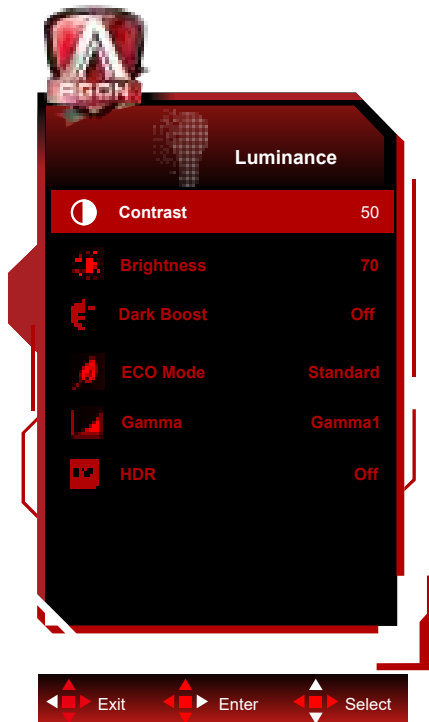 AGON
Luminance
Contrast 50
Brightness 70
Dark Boost Off
ECO Mode Standard
Gamma Gamma1
HDR Off
Exit Enter Select